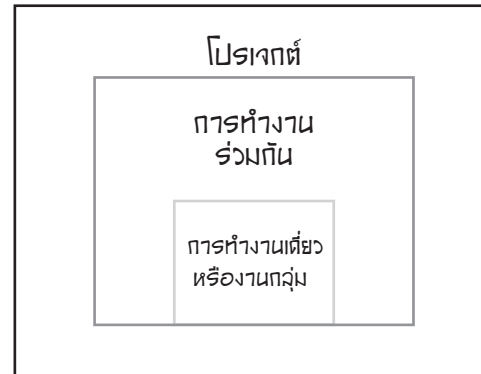 โปรเจกต์
การทำงาน
ร่วมกัน
การทำงานเดี่ยว
หรืองานกลุ่ม